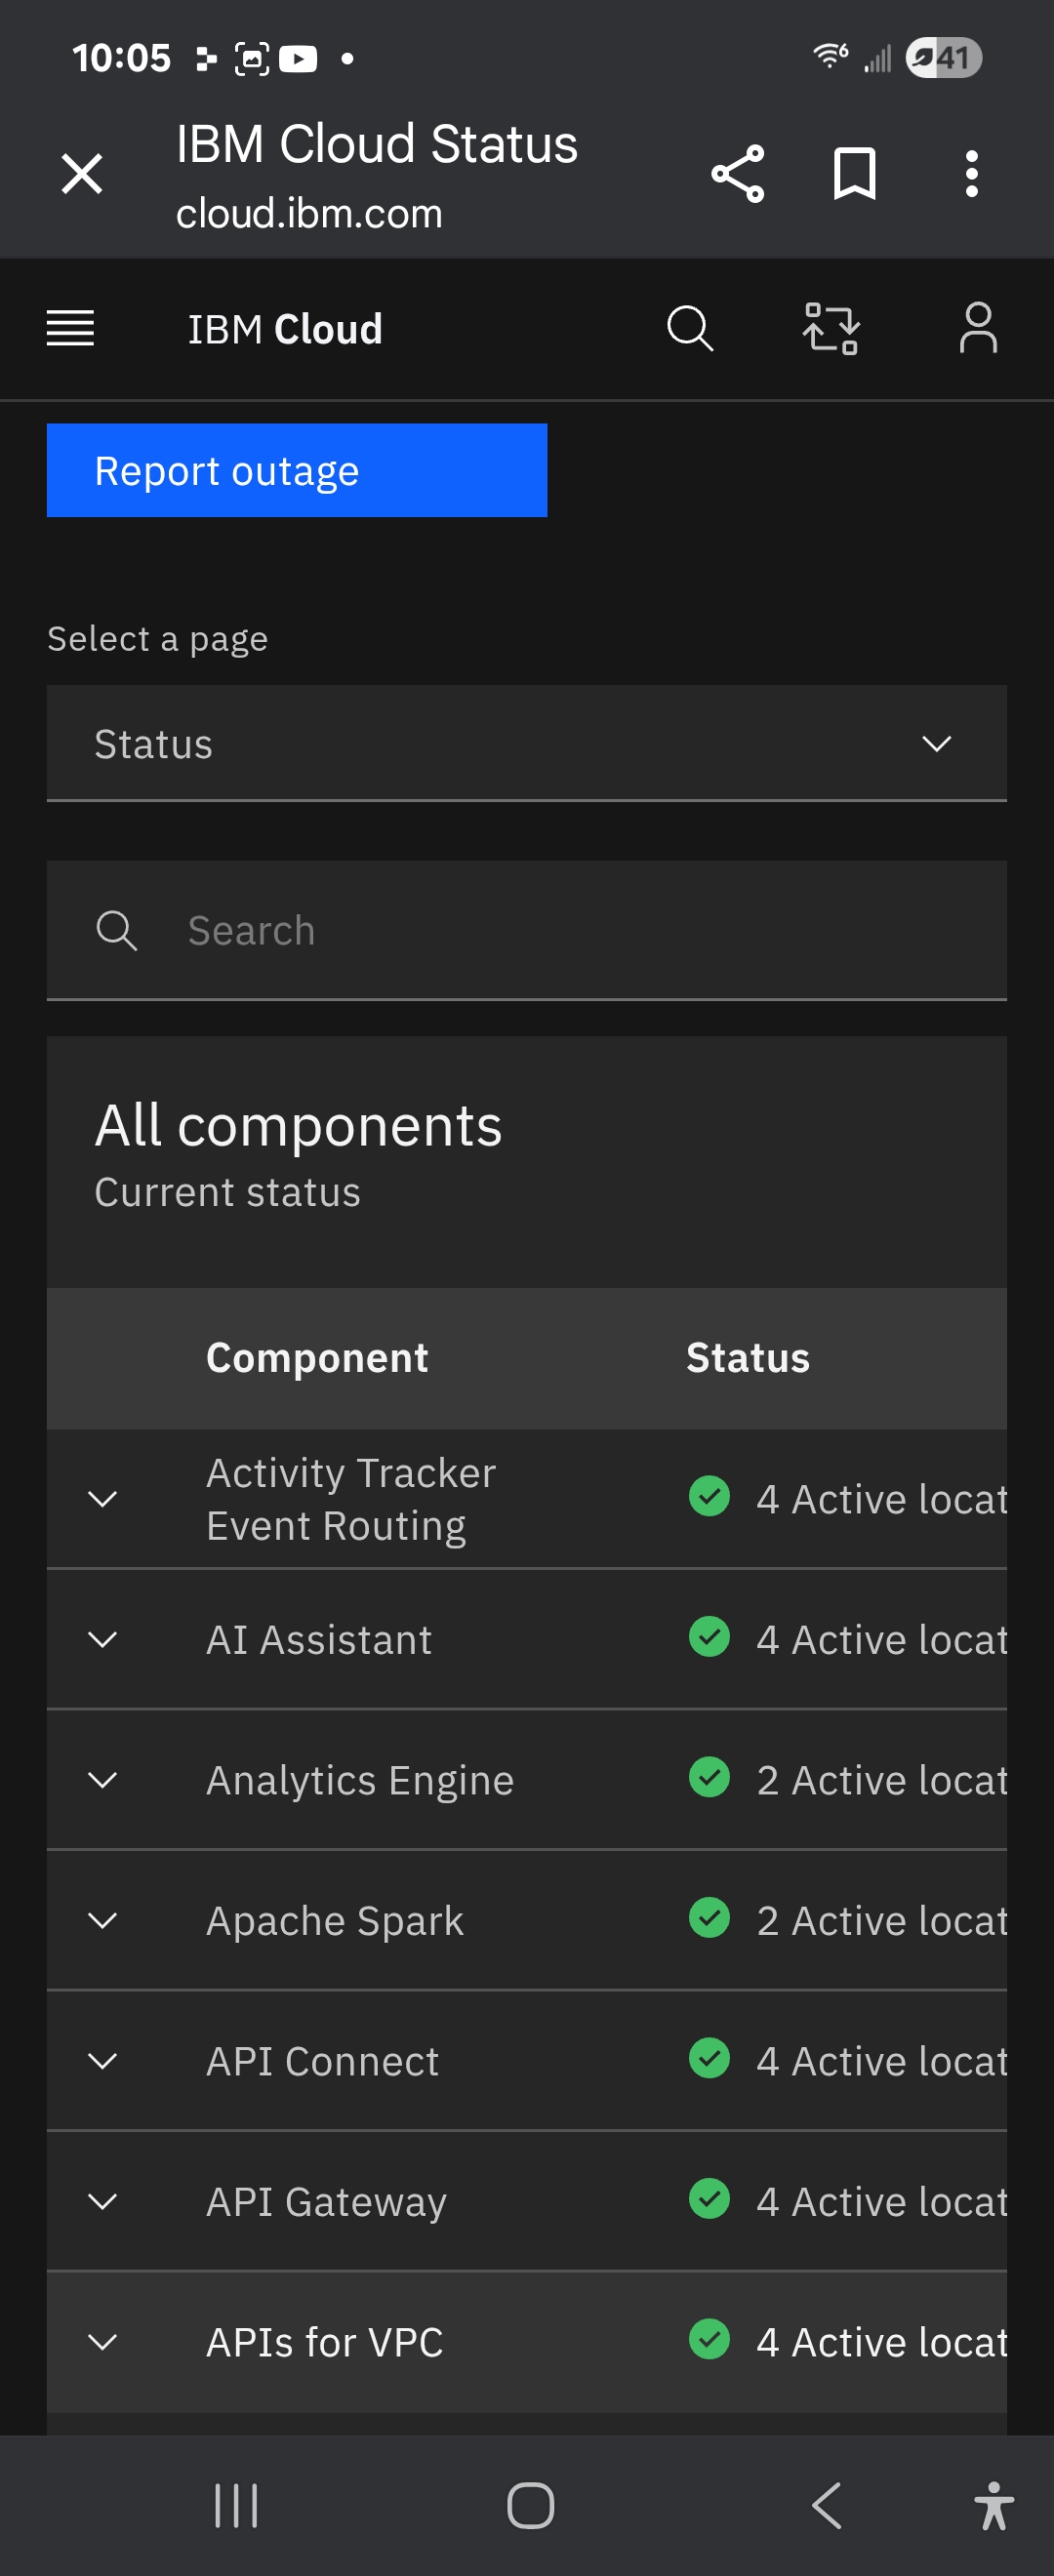 10:05
6
41
IBM Cloud Status
cloud.ibm.com
IBM Cloud
Report outage
Select a page
Status
Search
All components
Current status
Component Status
Activity Tracker
Event Routing
4 Active locat
AI Assistant 4 Active locat
Analytics Engine 2 Active locat
Apache Spark 2 Active locat
API Connect 4 Active locat
API Gateway 4 Active locat
APIs for VPC 4 Active locat